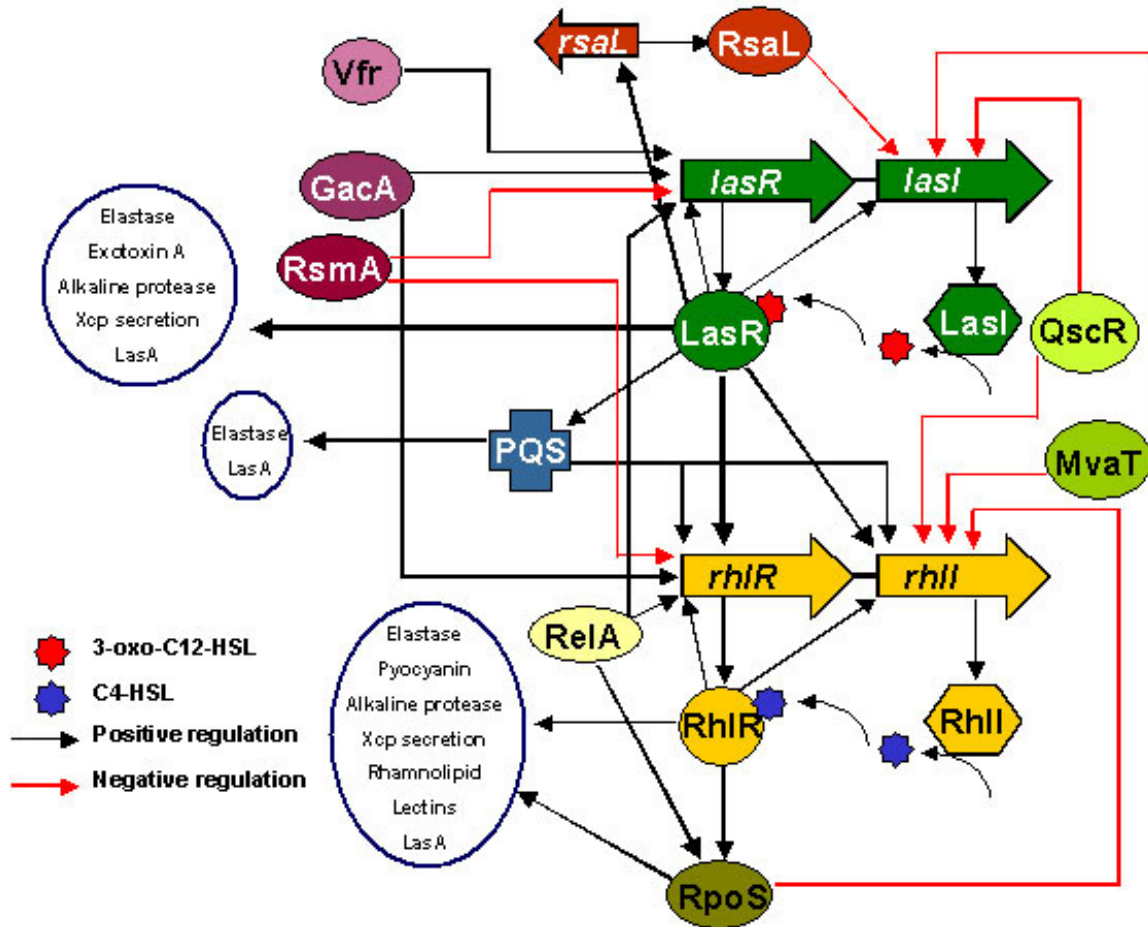 rsaL
RsaL
Vfr
GacA
lasR
lasI
Elastase
Exotoxin A
Alkaline protease
Xcp secretion
LasA
RsmA
LasR
LasI
QscR
Elastase
LasA
PQS
MvaT
rhlR
rhlI
RelA
Elastase
Pyocyanin
Alkaline protease
Xcp secretion
Rhamnolipid
Lectins
LasA
RhlR
RhlI
3-oxo-C12-HSL
C4-HSL
Positive regulation
Negative regulation
RpoS